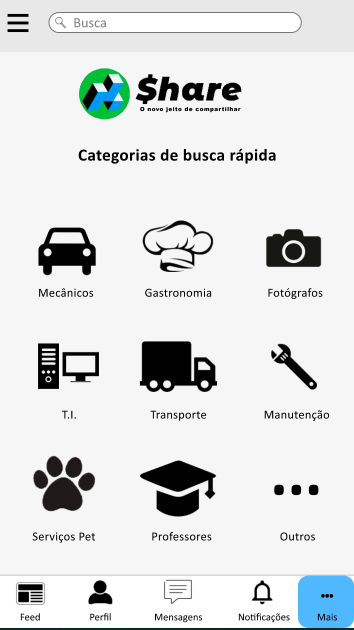 Busca
$hare
O novo jeito de compartilhar
Categorias de busca rápida
Mecânicos
Gastronomia
Fotógrafos
T.I.
Transporte
Manutenção
Serviços Pet
Professores
Outros
Feed
Perfil
Mensagens
Notificações
Mais